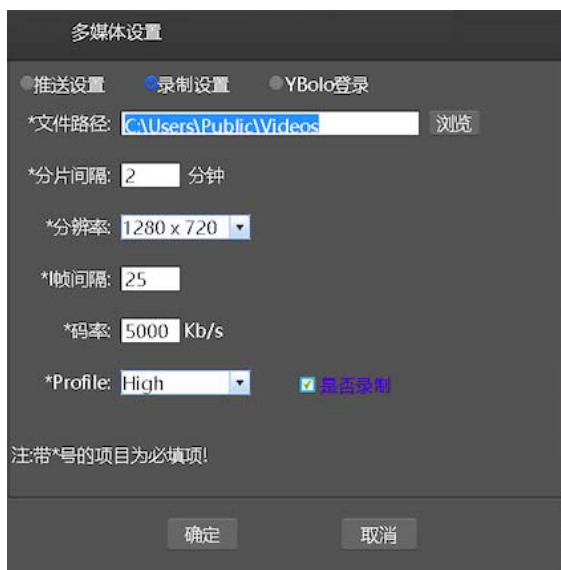 多媒体设置
推送设置 录制设置 YBolo登录
*文件路径: C:\Users\Public\Videos 浏览
*分片间隔: 2 分钟
*分辨率: 1280 x 720
*I帧间隔: 25
*码率: 5000 Kb/s
*Profile: High 是否录制
注:带*号的项目为必填项!
确定 取消